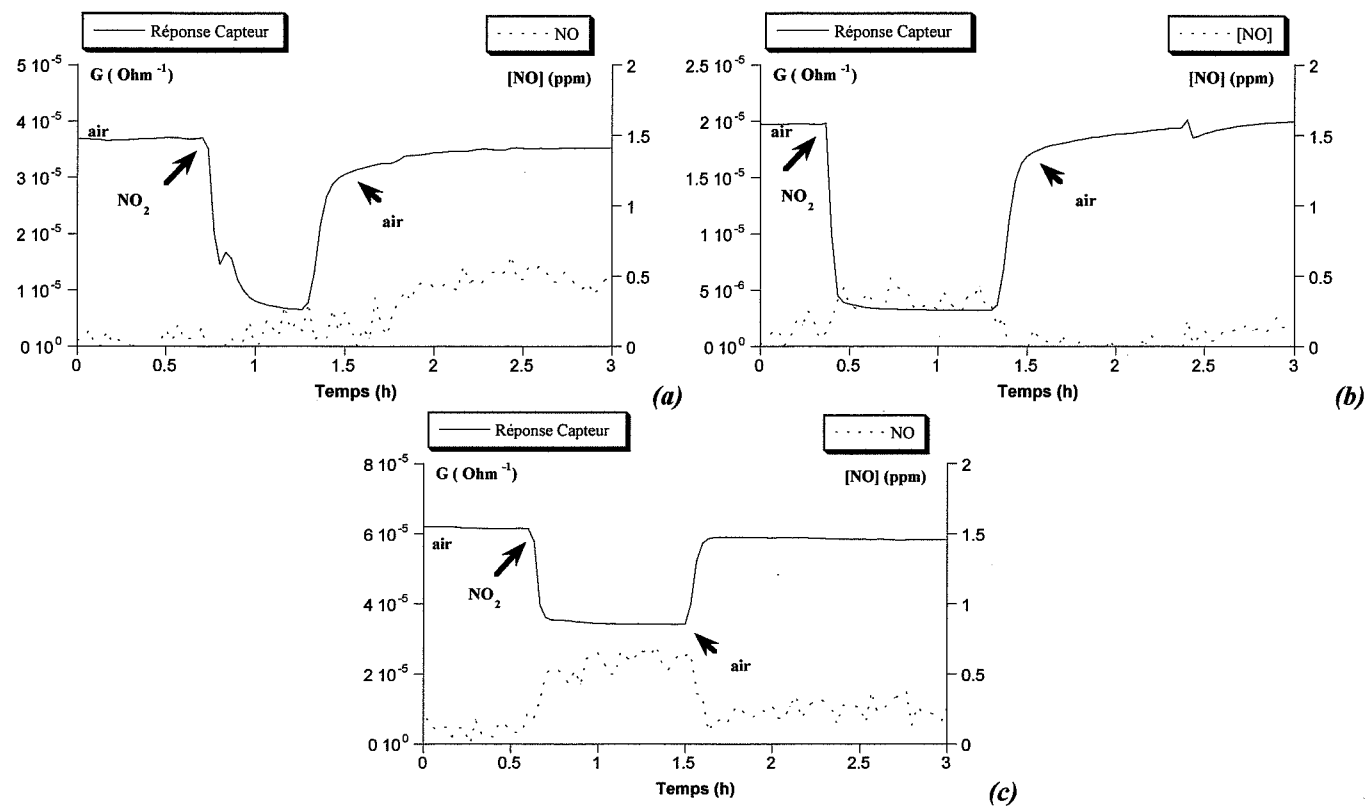 Réponse Capteur
NO
G ( Ohm⁻¹)
[NO] (ppm)
5 10⁻⁵
4 10⁻⁵
3 10⁻⁵
2 10⁻⁵
1 10⁻⁵
0 10⁰
2
1.5
1
0.5
0
air
NO₂
air
0 0.5 1 1.5 2 2.5 3
Temps (h)
(a)
Réponse Capteur
[NO]
G ( Ohm⁻¹)
[NO] (ppm)
2.5 10⁻⁵
2 10⁻⁵
1.5 10⁻⁵
1 10⁻⁵
5 10⁻⁶
0 10⁰
2
1.5
1
0.5
0
air
NO₂
air
0 0.5 1 1.5 2 2.5 3
Temps (h)
(b)
Réponse Capteur
NO
G ( Ohm⁻¹)
[NO] (ppm)
8 10⁻⁵
6 10⁻⁵
4 10⁻⁵
2 10⁻⁵
0 10⁰
2
1.5
1
0.5
0
air
NO₂
air
0 0.5 1 1.5 2 2.5 3
Temps (h)
(c)